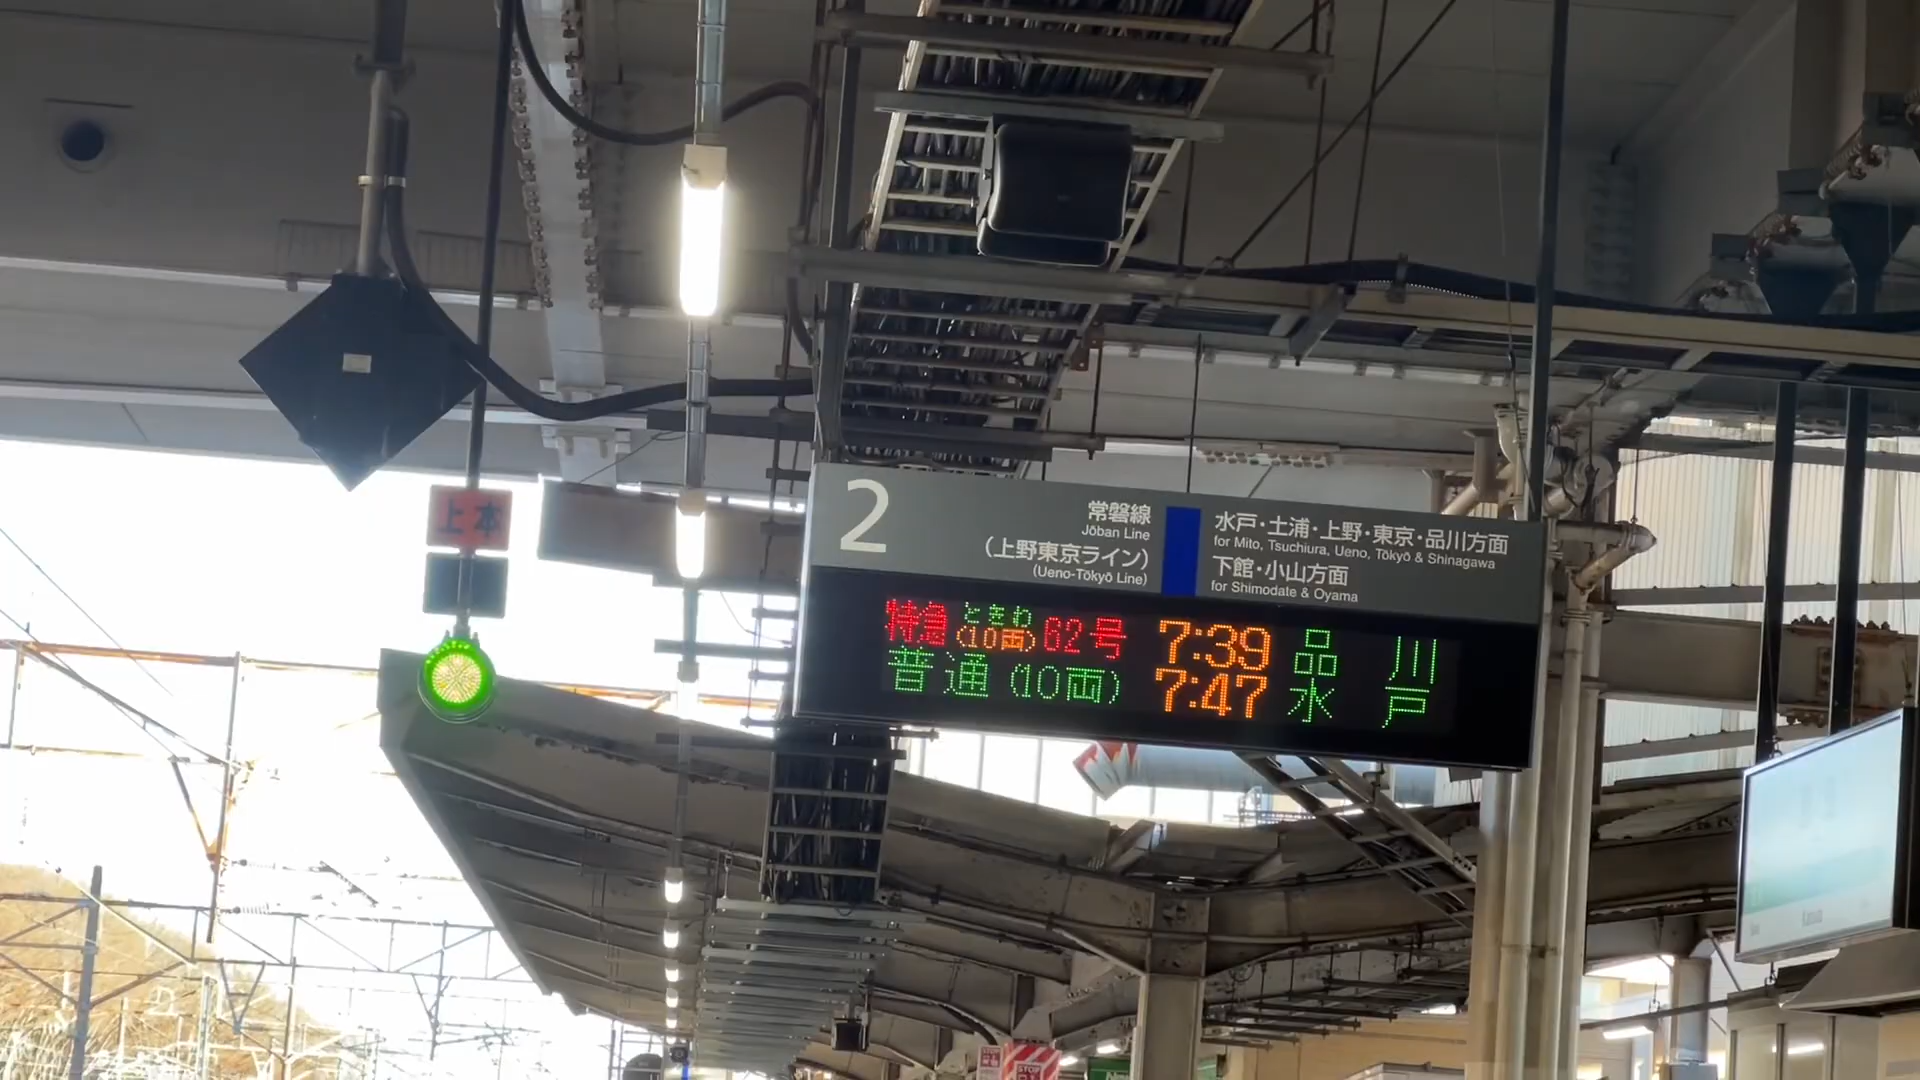 上本
2
常磐線
Jōban Line
(上野東京ライン)
(Ueno-Tōkyō Line)
水戸・土浦・上野・東京・品川方面
for Mito, Tsuchiura, Ueno, Tōkyō & Shinagawa
下館・小山方面
for Shimodate & Oyama
特急 ときわ (10両) 62号 7:39 品川
普通 (10両) 7:47 水戸
STOP
STOP